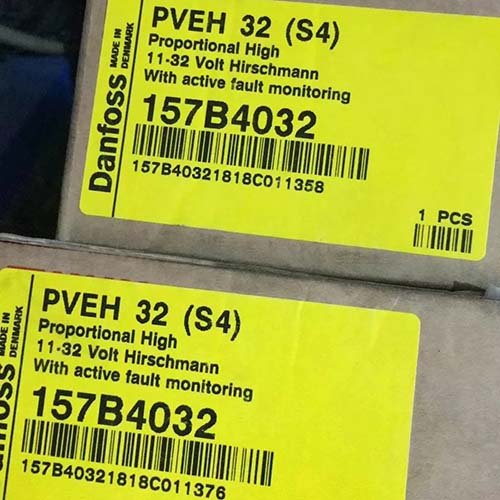 PVEH 32 (S4)
Proportional High
11-32 Volt Hirschmann
With active fault monitoring
157B4032
157B40321818C011358
1 PCS
Danfoss
MADE IN
DENMARK
PVEH 32 (S4)
Proportional High
11-32 Volt Hirschmann
With active fault monitoring
157B4032
157B40321818C011376
MADE IN
DENMARK